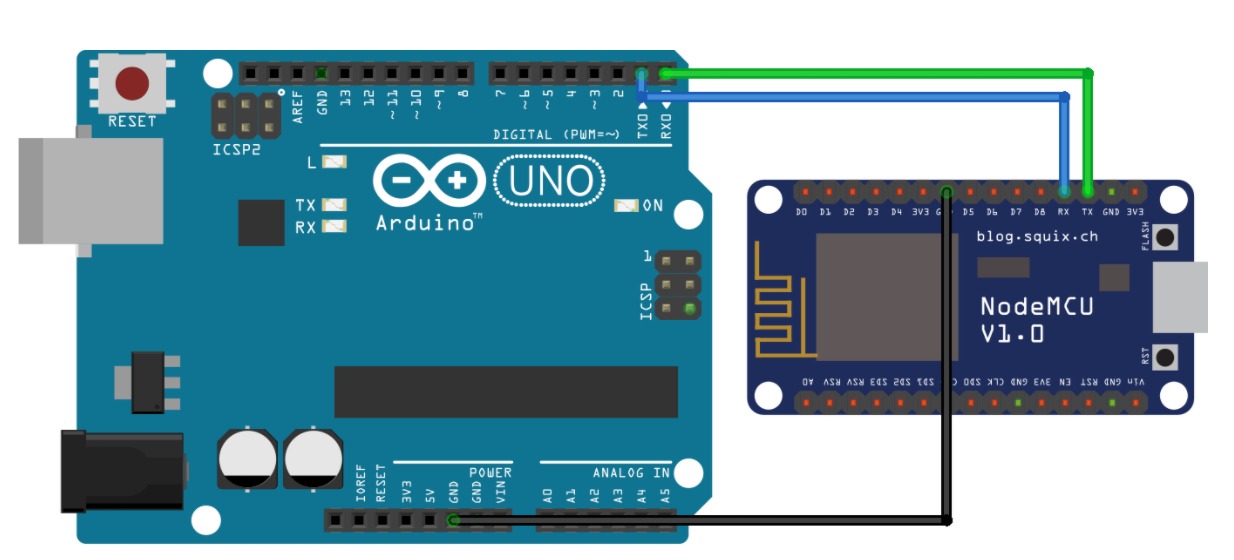 RESET
ICSP2
AREF
GND
13
12
~11
~10
~9
8
7
~6
~5
4
~3
2
TX0
RX0
DIGITAL (PWM=~)
L
TX
RX
UNO
Arduino™
ON
1
ICSP
IOREF
RESET
3V3
5V
GND
GND
VIN
POWER
ANALOG IN
A0
A1
A2
A3
A4
A5
D0 D1 D2 D3 D4 3V3 D5 D6 D7 D8 RX TX GND 3V3
blog.squix.ch
FLASH
NodeMCU
V1.0
RST
A0 RSV RSV SD3 SD2 SD1 SD0 CLK GND 3V3 EN RST GND Vin